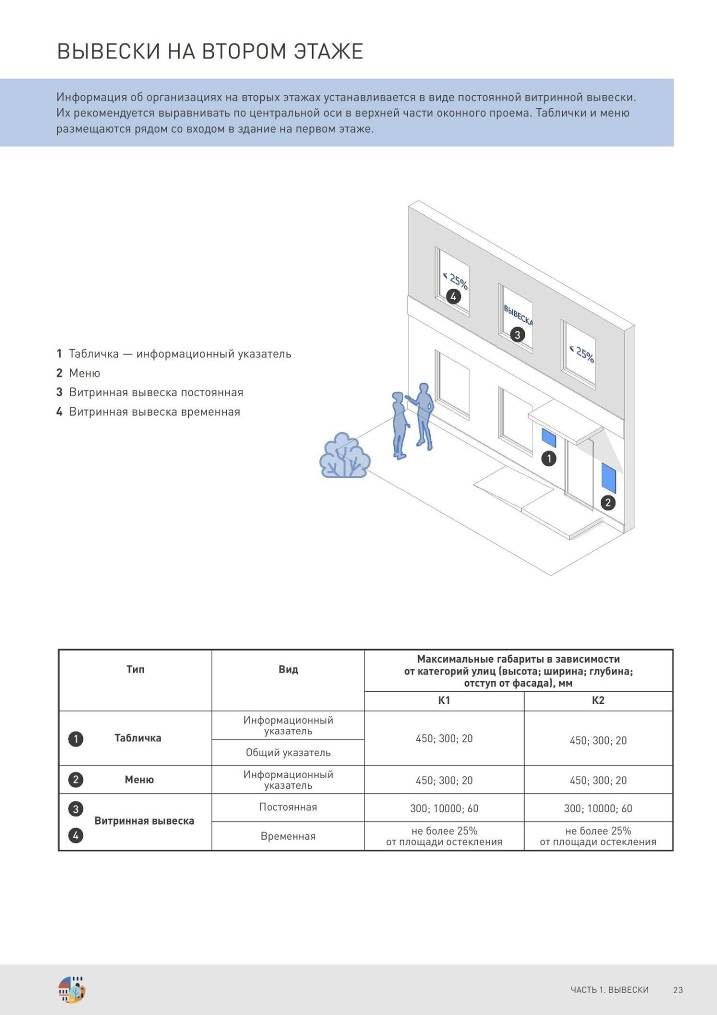 ВЫВЕСКИ НА ВТОРОМ ЭТАЖЕ
Информация об организациях на вторых этажах устанавливается в виде постоянной витринной вывески.
Их рекомендуется выравнивать по центральной оси в верхней части оконного проема. Таблички и меню
размещаются рядом со входом в здание на первом этаже.
< 25%
4
ВЫВЕСКА
3
< 25%
1
2
1 Табличка — информационный указатель
2 Меню
3 Витринная вывеска постоянная
4 Витринная вывеска временная
Тип
Вид
Максимальные габариты в зависимости
от категорий улиц (высота; ширина; глубина;
отступ от фасада), мм
К1
К2
1
Табличка
Информационный
указатель
450; 300; 20
450; 300; 20
Общий указатель
2
Меню
Информационный
указатель
450; 300; 20
450; 300; 20
3
4
Витринная вывеска
Постоянная
300; 10000; 60
300; 10000; 60
Временная
не более 25%
от площади остекления
не более 25%
от площади остекления
ЧАСТЬ 1. ВЫВЕСКИ 23